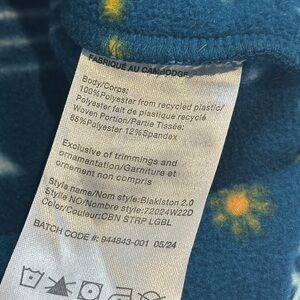 FABRIQUÉ AU CAMBODGE
Body/Corps:
100%Polyester from recycled plastic/
Polyester fait de plastique recyclé
Woven Portion/Partie Tissée:
88%Polyester 12%Spandex
Exclusive of trimmings and
ornamentation/Garniture et
ornement non compris
Style name/Nom style:Blakiston 2.0
Style NO/Nombre style:72024W22D
Color/Couleur:CBN STRP LGBL
BATCH CODE #: 944843-001 05/24